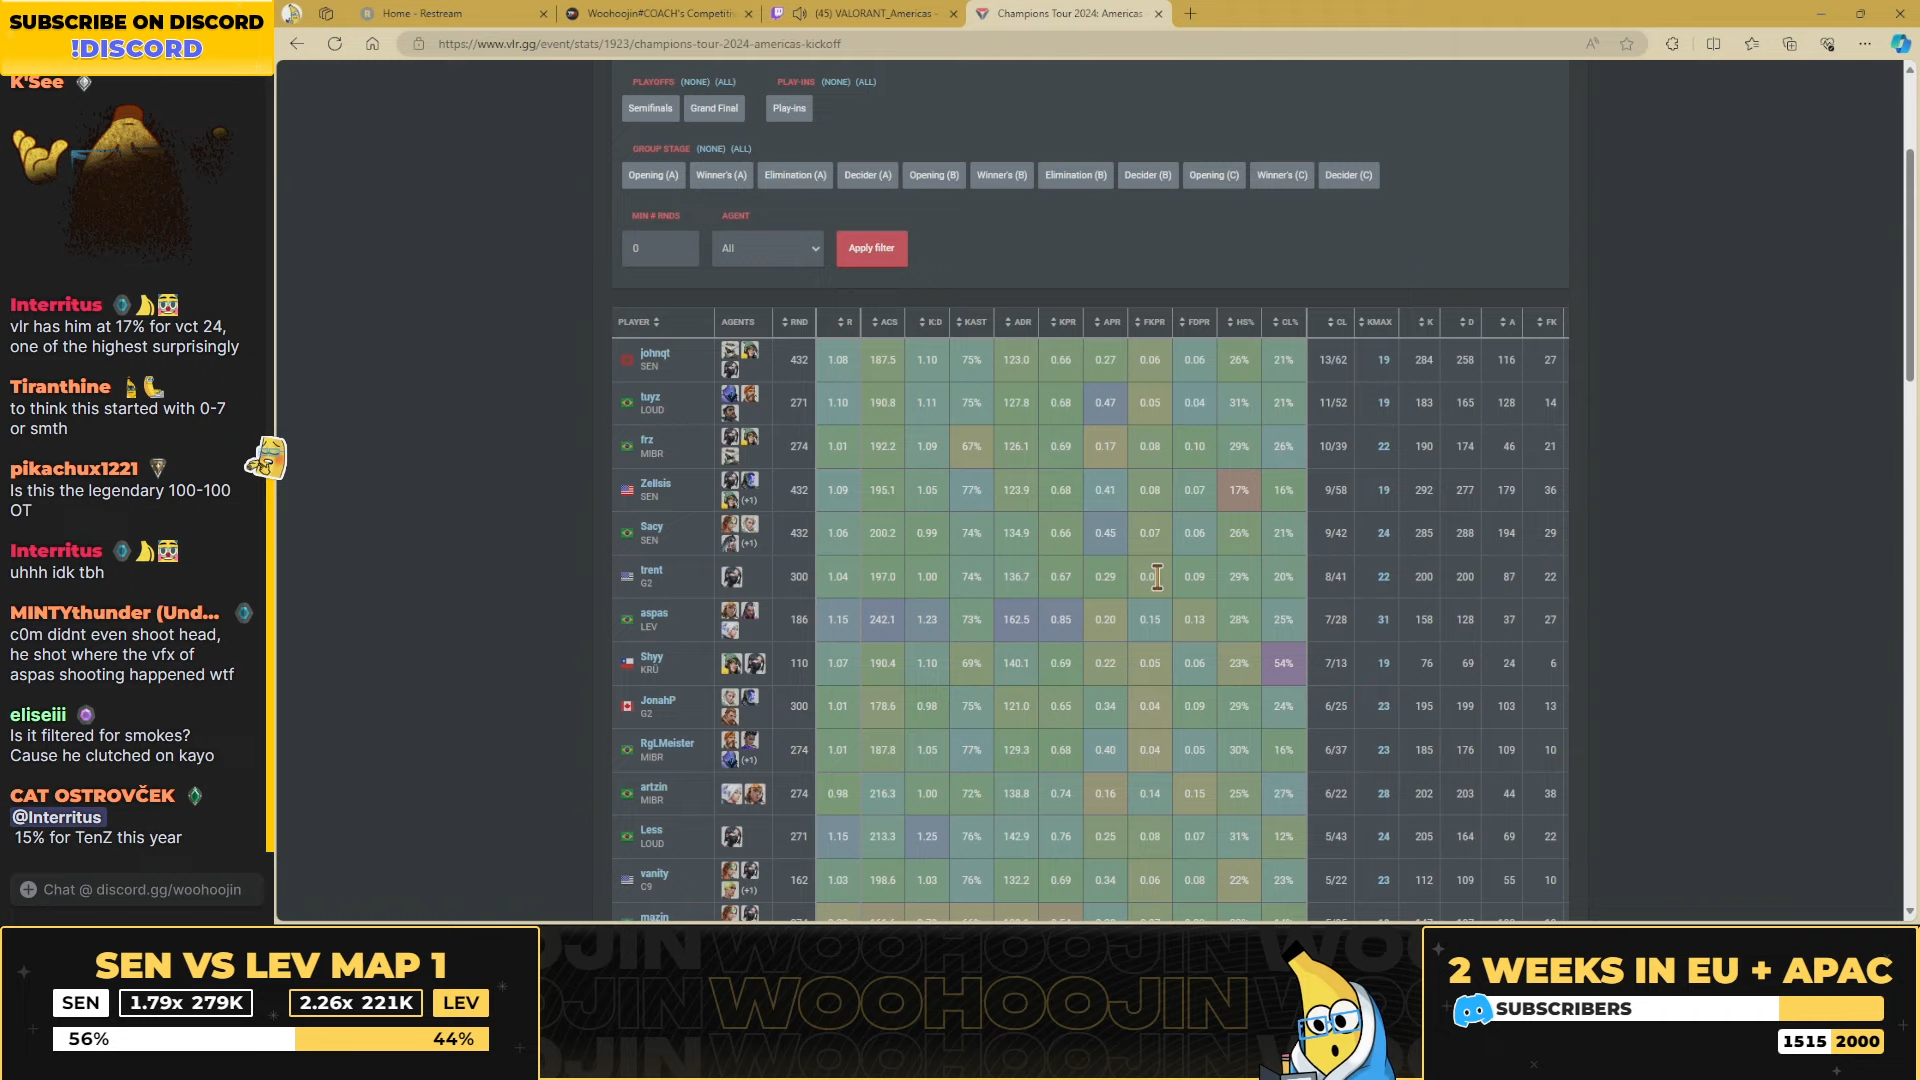 SUBSCRIBE ON DISCORD
!DISCORD
Home - Restream
Woohoojin#COACH's Competiti
(45) VALORANT_Americas -
Champions Tour 2024: Americas
https://www.vlr.gg/event/stats/1923/champions-tour-2024-americas-kickoff
K'See
Interritus
vlr has him at 17% for vct 24,
one of the highest surprisingly
Tiranthine
to think this started with 0-7
or smth
pikachux1221
Is this the legendary 100-100
OT
Interritus
uhhh idk tbh
MINTYthunder (Und...
c0m didnt even shoot head,
he shot where the vfx of
aspas shooting happened wtf
eliseiii
Is it filtered for smokes?
Cause he clutched on kayo
CAT OSTROVČEK
@Interritus
15% for TenZ this year
Chat @ discord.gg/woohoojin
PLAYOFFS (NONE) (ALL) PLAY-INS (NONE) (ALL)
Semifinals Grand Final Play-ins
GROUP STAGE (NONE) (ALL)
Opening (A) Winner's (A) Elimination (A) Decider (A) Opening (B) Winner's (B) Elimination (B) Decider (B) Opening (C) Winner's (C) Decider (C)
MIN # RNDS AGENT
0 All Apply filter
PLAYER AGENTS RND R ACS K:D KAST ADR KPR APR FKPR FDPR HS% CL% CL KMAX K D A FK
johnqt SEN 432 1.08 187.5 1.10 75% 123.0 0.66 0.27 0.06 0.06 26% 21% 13/62 19 284 258 116 27
tuyz LOUD 271 1.10 190.8 1.11 75% 127.8 0.68 0.47 0.05 0.04 31% 21% 11/52 19 183 165 128 14
frz MIBR 274 1.01 192.2 1.09 67% 126.1 0.69 0.17 0.08 0.10 29% 26% 10/39 22 190 174 46 21
Zellsis SEN (+1) 432 1.09 195.1 1.05 77% 123.9 0.68 0.41 0.08 0.07 17% 16% 9/58 19 292 277 179 36
Sacy SEN (+1) 432 1.06 200.2 0.99 74% 134.9 0.66 0.45 0.07 0.06 26% 21% 9/42 24 285 288 194 29
trent G2 300 1.04 197.0 1.00 74% 136.7 0.67 0.29 0.09 29% 20% 8/41 22 200 200 87 22
aspas LEV 186 1.15 242.1 1.23 73% 162.5 0.85 0.20 0.15 0.13 28% 25% 7/28 31 158 128 37 27
Shyy KRÜ 110 1.07 190.4 1.10 69% 140.1 0.69 0.22 0.05 0.06 23% 54% 7/13 19 76 69 24 6
JonahP G2 300 1.01 178.6 0.98 75% 121.0 0.65 0.34 0.04 0.09 29% 24% 6/25 23 195 199 103 13
RgLMeister MIBR (+1) 274 1.01 187.8 1.05 77% 129.3 0.68 0.40 0.04 0.05 30% 16% 6/37 23 185 176 109 10
artzin MIBR 274 0.98 216.3 1.00 72% 138.8 0.74 0.16 0.14 0.15 25% 27% 6/22 28 202 203 44 38
Less LOUD 271 1.15 213.3 1.25 76% 142.9 0.76 0.25 0.08 0.07 31% 12% 5/43 24 205 164 69 22
vanity C9 (+1) 162 1.03 198.6 1.03 76% 132.2 0.69 0.34 0.06 0.08 22% 23% 5/22 23 112 109 55 10
mazin
SEN VS LEV MAP 1
SEN 1.79x 279K 2.26x 221K LEV
56% 44%
WOOHOOJIN
2 WEEKS IN EU + APAC
SUBSCRIBERS
1515 2000